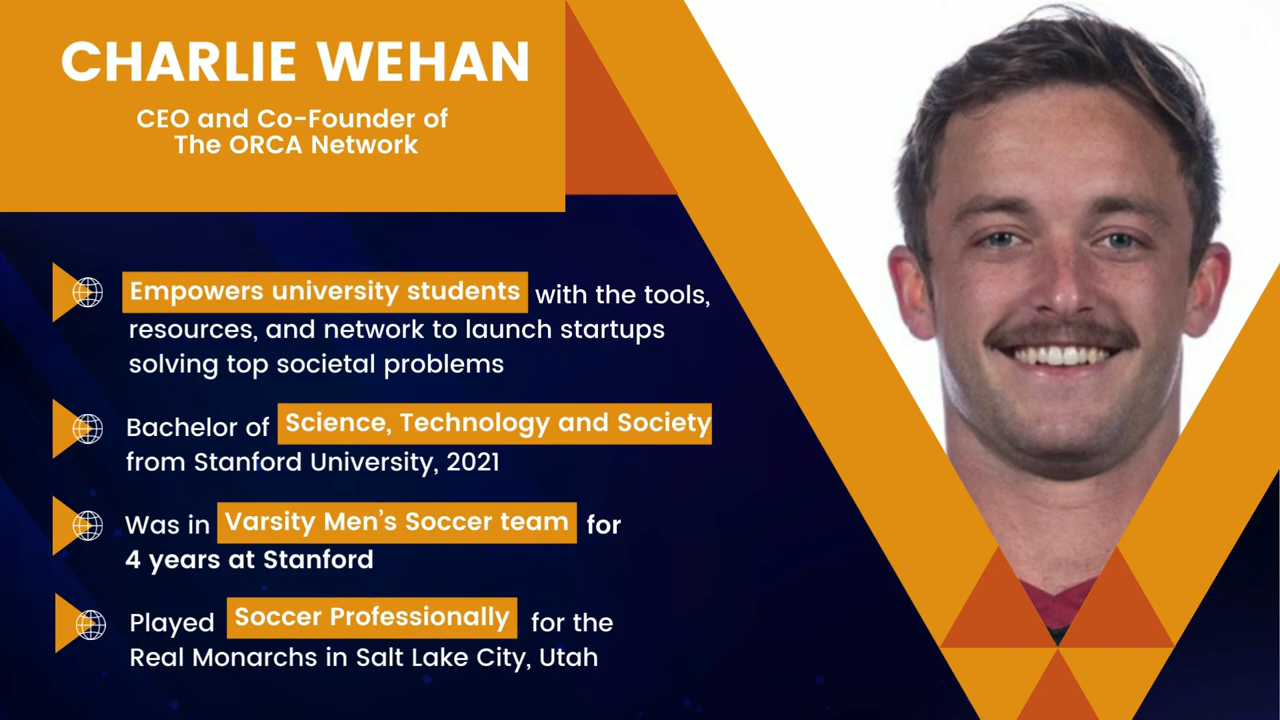 CHARLIE WEHAN
CEO and Co-Founder of
The ORCA Network
Empowers university students with the tools,
resources, and network to launch startups
solving top societal problems
Bachelor of Science, Technology and Society
from Stanford University, 2021
Was in Varsity Men's Soccer team for
4 years at Stanford
Played Soccer Professionally for the
Real Monarchs in Salt Lake City, Utah